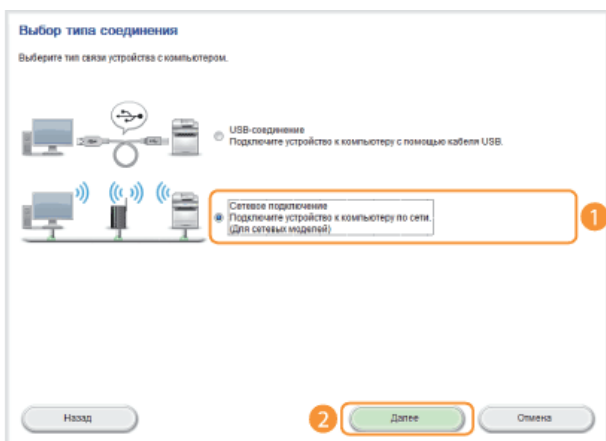 Выбор типа соединения
Выберите тип связи устройства с компьютером.
USB-соединение
Подключите устройство к компьютеру с помощью кабеля USB.
Сетевое подключение
Подключите устройство к компьютеру по сети.
(Для сетевых моделей)
1
Назад
2
Далее
Отмена